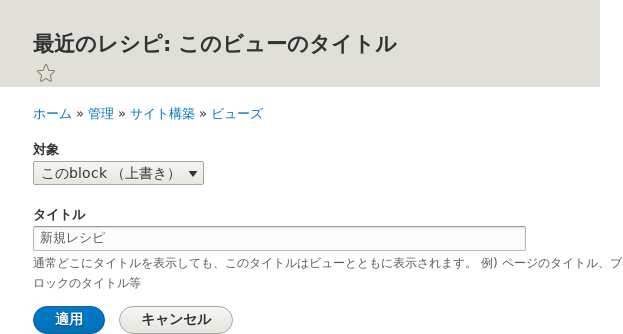 最近のレシピ: このビューのタイトル
ホーム » 管理 » サイト構築 » ビューズ
対象
このblock （上書き）
タイトル
新規レシピ
通常どこにタイトルを表示しても、このタイトルはビューとともに表示されます。 例) ページのタイトル、ブ
ロックのタイトル等
適用 キャンセル